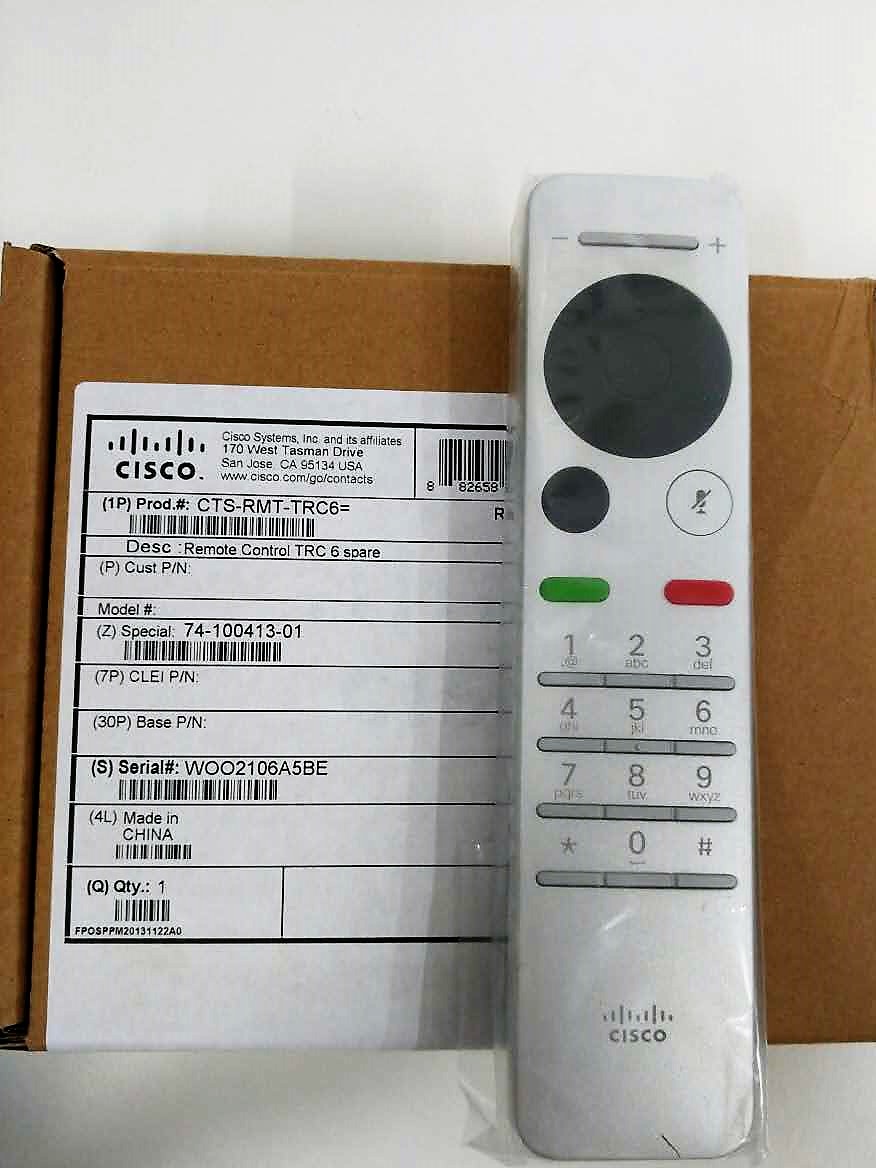 CISCO
Cisco Systems, Inc. and its affiliates
170 West Tasman Drive
San Jose, CA 95134 USA
www.cisco.com/go/contacts
8 82658
(1P) Prod.#: CTS-RMT-TRC6=
Desc :Remote Control TRC 6 spare
(P) Cust P/N:
Model #:
(Z) Special: 74-100413-01
(7P) CLEI P/N:
(30P) Base P/N:
(S) Serial#: WOO2106A5BE
(4L) Made in
CHINA
(Q) Qty.: 1
FPOSPPM20131122A0
− +
1 2 3
.@ abc def
4 5 6
ghi jkl mno
7 8 9
pqrs tuv wxyz
* 0 #
CISCO